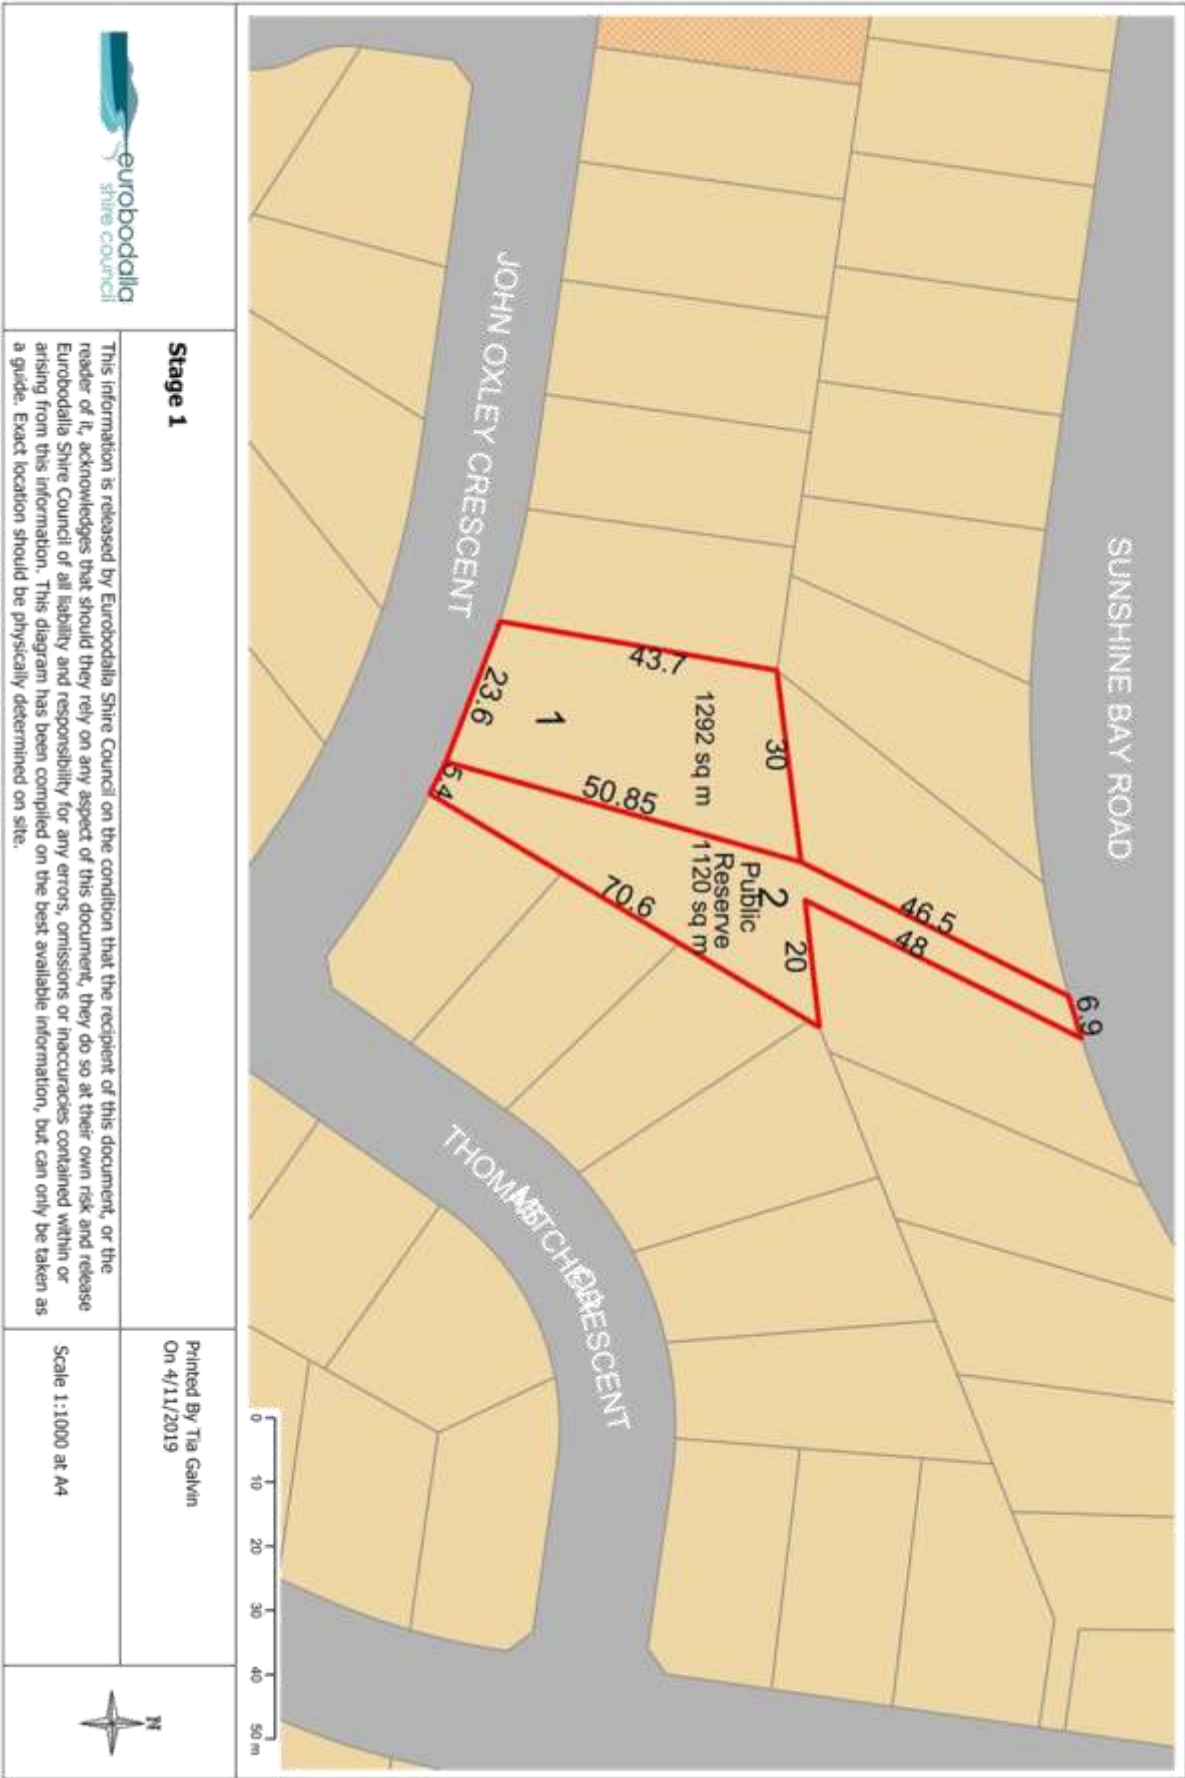 SUNSHINE BAY ROAD
JOHN OXLEY CRESCENT
43.7
30
1292 sq m
1
23.6
50.85
5.4
46.5
6.9
48
2
Public
Reserve
1120 sq m
20
70.6
THOMAS
MITCHELL
CRESCENT
0 10 20 30 40 50 m
eurobodalla
shire council
Stage 1
This information is released by Eurobodalla Shire Council on the condition that the recipient of this document, or the
reader of it, acknowledges that should they rely on any aspect of this document, they do so at their own risk and release
Eurobodalla Shire Council of all liability and responsibility for any errors, omissions or inaccuracies contained within or
arising from this information. This diagram has been compiled on the best available information, but can only be taken as
a guide. Exact location should be physically determined on site.
Printed By Tia Galvin
On 4/11/2019
Scale 1:1000 at A4
N